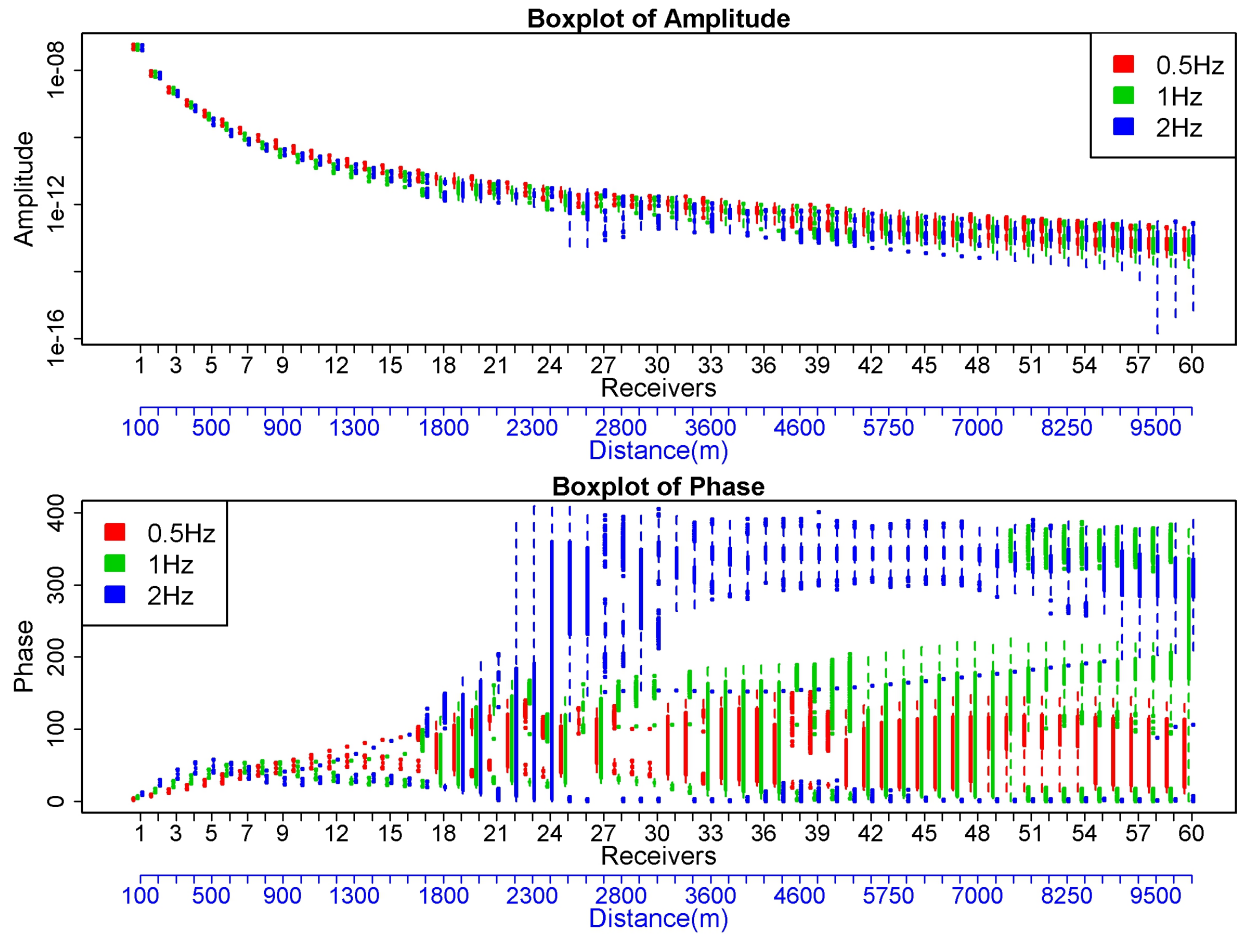 Boxplot of Amplitude
0.5Hz
1Hz
2Hz
Amplitude
1e-08
1e-12
1e-16
1 3 5 7 9 12 15 18 21 24 27 30 33 36 39 42 45 48 51 54 57 60
Receivers
100 500 900 1300 1800 2300 2800 3600 4600 5750 7000 8250 9500
Distance(m)
Boxplot of Phase
0.5Hz
1Hz
2Hz
Phase
400
300
200
100
0
1 3 5 7 9 12 15 18 21 24 27 30 33 36 39 42 45 48 51 54 57 60
Receivers
100 500 900 1300 1800 2300 2800 3600 4600 5750 7000 8250 9500
Distance(m)